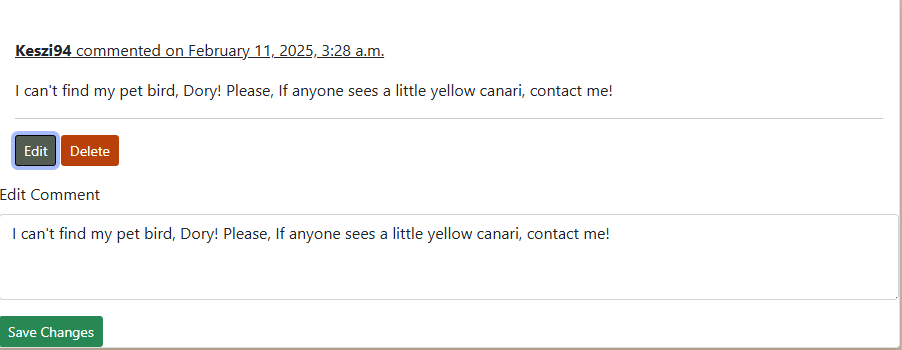 Keszi94 commented on February 11, 2025, 3:28 a.m.
I can't find my pet bird, Dory! Please, If anyone sees a little yellow canari, contact me!
Edit Delete
Edit Comment
I can't find my pet bird, Dory! Please, If anyone sees a little yellow canari, contact me!
Save Changes